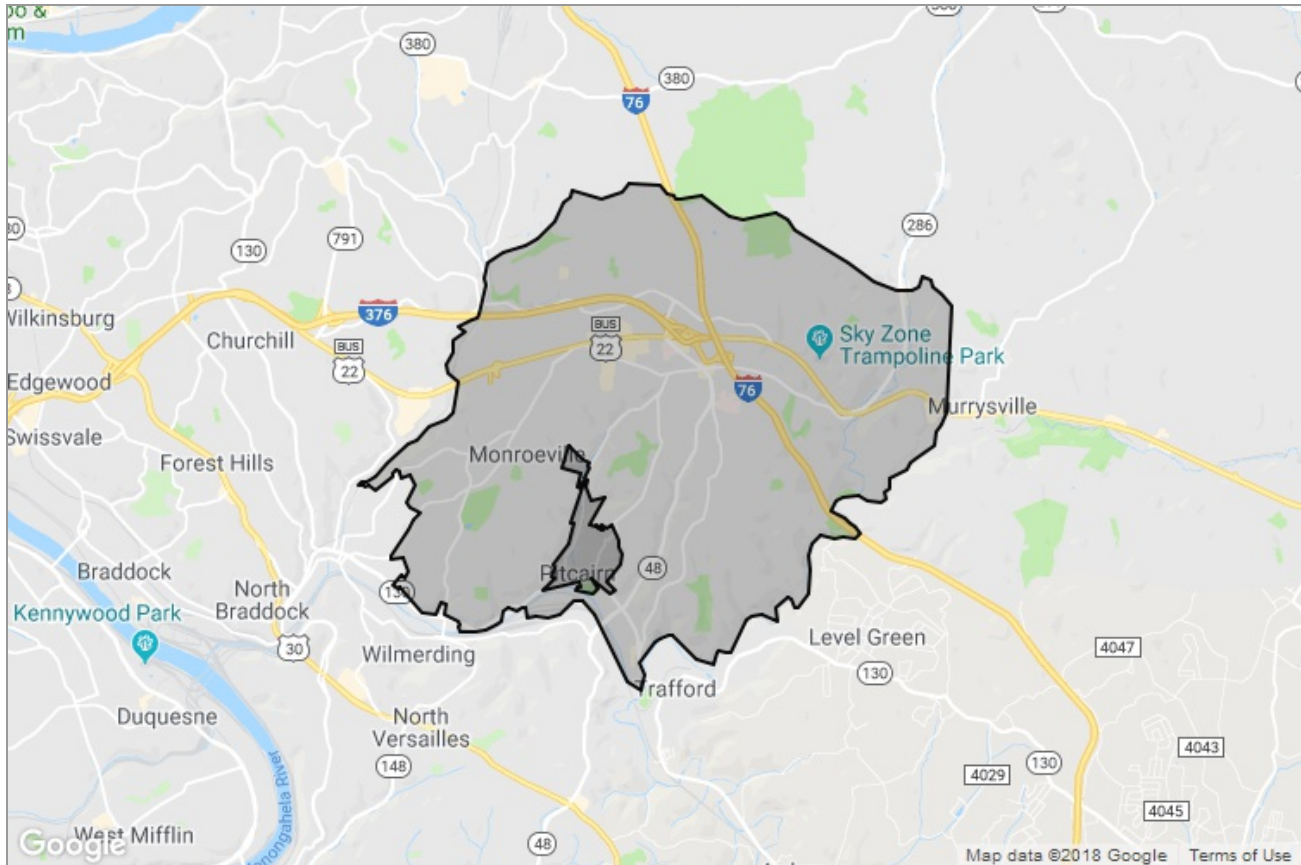 380
76
380
286
791
130
376
BUS
22
BUS
22
Wilkinsburg
Churchill
Sky Zone
Trampoline Park
Edgewood
76
Murrysville
Swissvale
Forest Hills
Monroeville
Braddock
Pitcairn
48
North
Braddock
Kennywood Park
30
Wilmerding
Level Green
4047
130
Trafford
Duquesne
North
Versailles
148
4043
130
4029
4045
Monongahela River
West Mifflin
48
Google
Map data ©2018 Google
Terms of Use